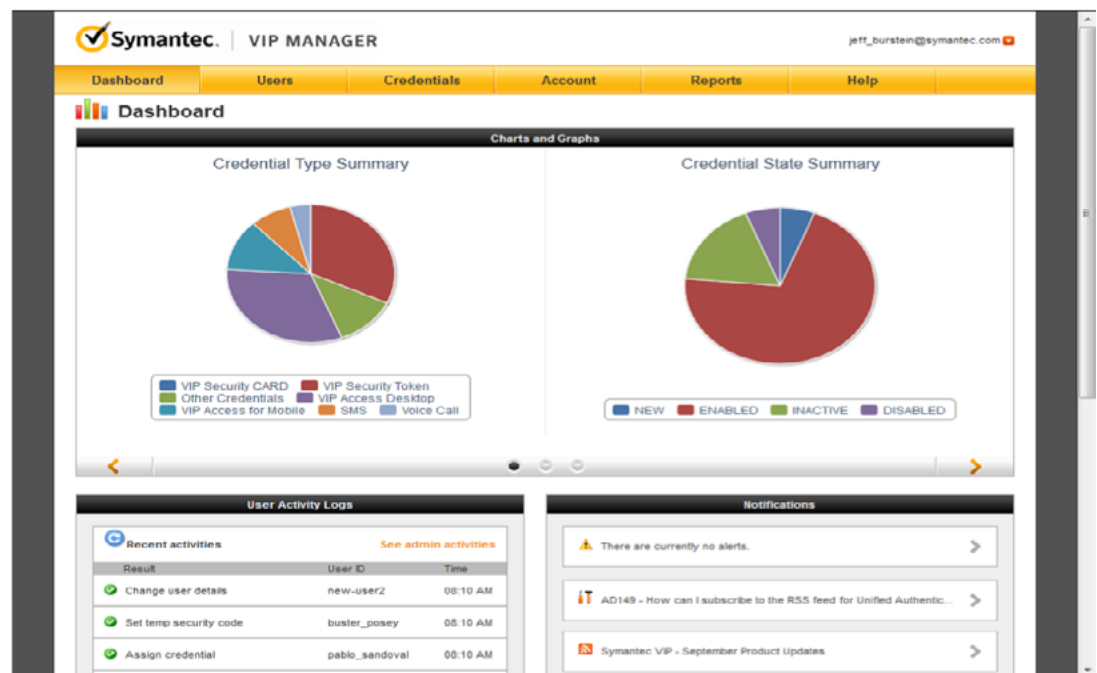 Symantec. | VIP MANAGER
jeff_burstein@symantec.com
Dashboard Users Credentials Account Reports Help
Dashboard
Charts and Graphs
Credential Type Summary
Credential State Summary
VIP Security CARD VIP Security Token
Other Credentials VIP Access Desktop
VIP Access for Mobile SMS Voice Call
NEW ENABLED INACTIVE DISABLED
User Activity Logs
Recent activities See admin activities
Result User ID Time
Change user details new-user2 08:10 AM
Set temp security code buster_posey 08:10 AM
Assign credential pablo_sandoval 08:10 AM
Notifications
There are currently no alerts.
AD149 - How can I subscribe to the RSS feed for Unified Authentic...
Symantec VIP - September Product Updates